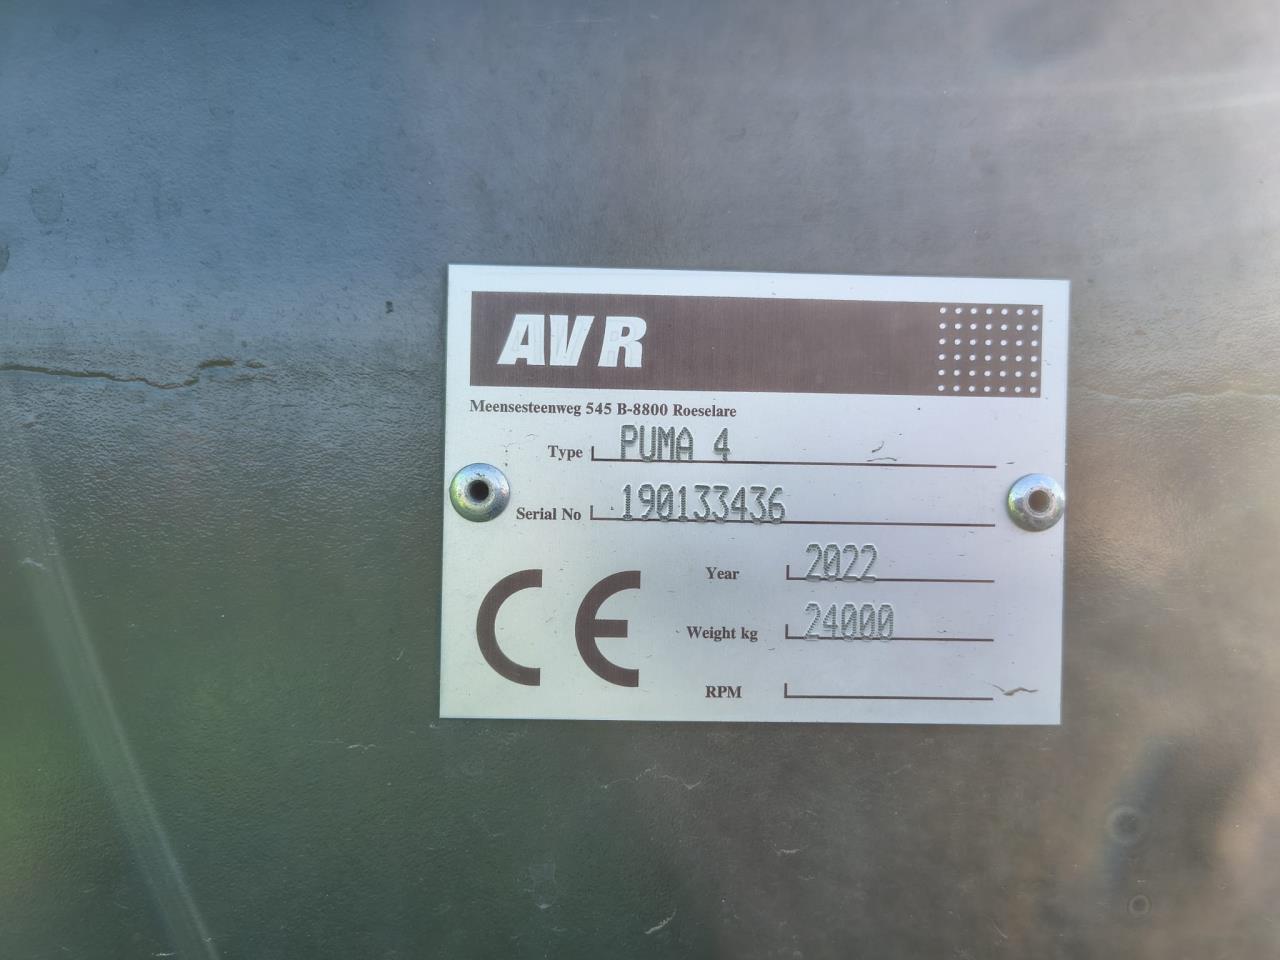 AVR
Meensesteenweg 545 B-8800 Roeselare
Type PUMA 4
Serial No 190133436
Year 2022
Weight kg 24000
RPM
CE